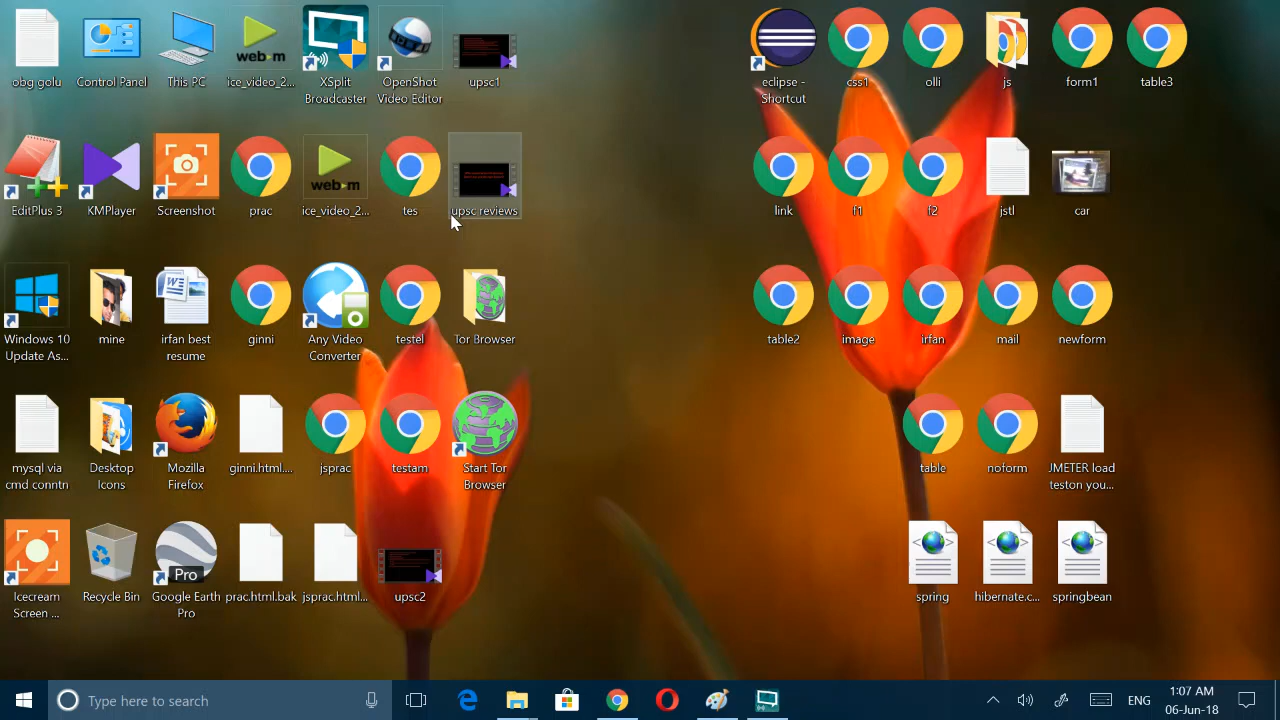 obg.golu
control Panel
This PC
ice_video_2...
XSplit
Broadcaster
OpenShot
Video Editor
upsc1
eclipse -
Shortcut
css1
olli
js
form1
table3
EditPlus 3
KMPlayer
Screenshot
prac
ice_video_2...
tes
upsc reviews
link
f1
f2
jstl
car
Windows 10
Update As...
mine
irfan best
resume
ginni
Any Video
Converter
testel
Tor Browser
table2
image
irfan
mail
newform
mysql via
cmd conntn
Desktop
Icons
Mozilla
Firefox
ginni.html....
jsprac
testam
Start Tor
Browser
table
noform
JMETER load
teston you...
Icecream
Screen ...
Recycle Bin
Pro
Google Earth
Pro
prac.html.bak
jsprac.html...
upsc2
spring
hibernate.c...
springbean
web-m
web-m
Type here to search
ENG
1:07 AM
06-Jun-18